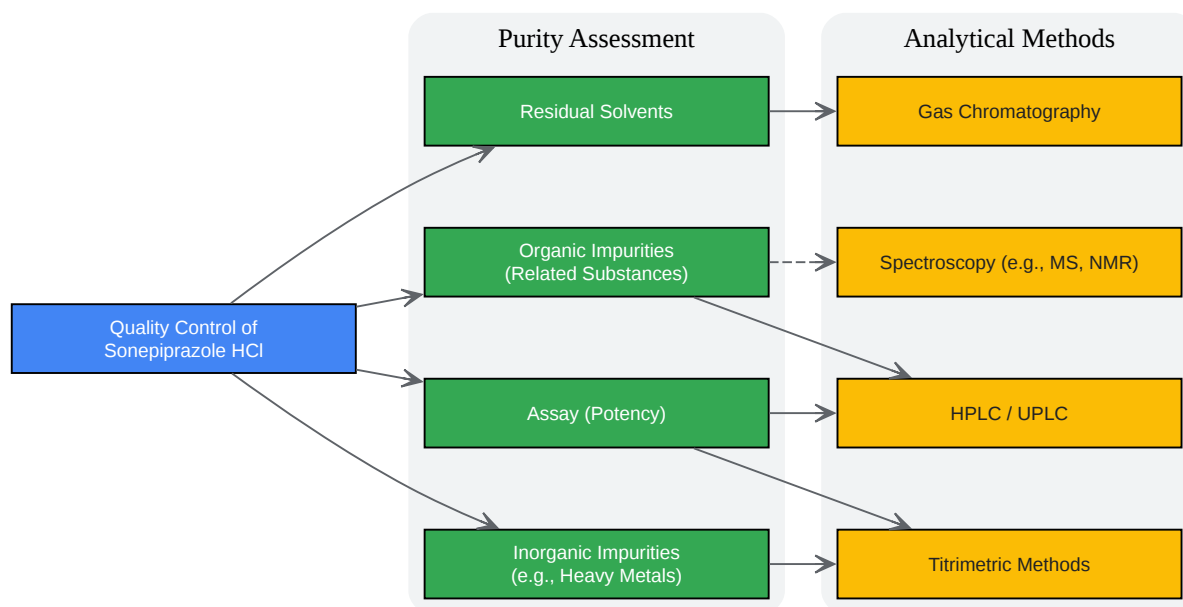 Purity Assessment
Analytical Methods
Residual Solvents
Gas Chromatography
Organic Impurities
(Related Substances)
Spectroscopy (e.g., MS, NMR)
Quality Control of
Sonepiprazole HCl
Assay (Potency)
HPLC / UPLC
Inorganic Impurities
(e.g., Heavy Metals)
Titrimetric Methods